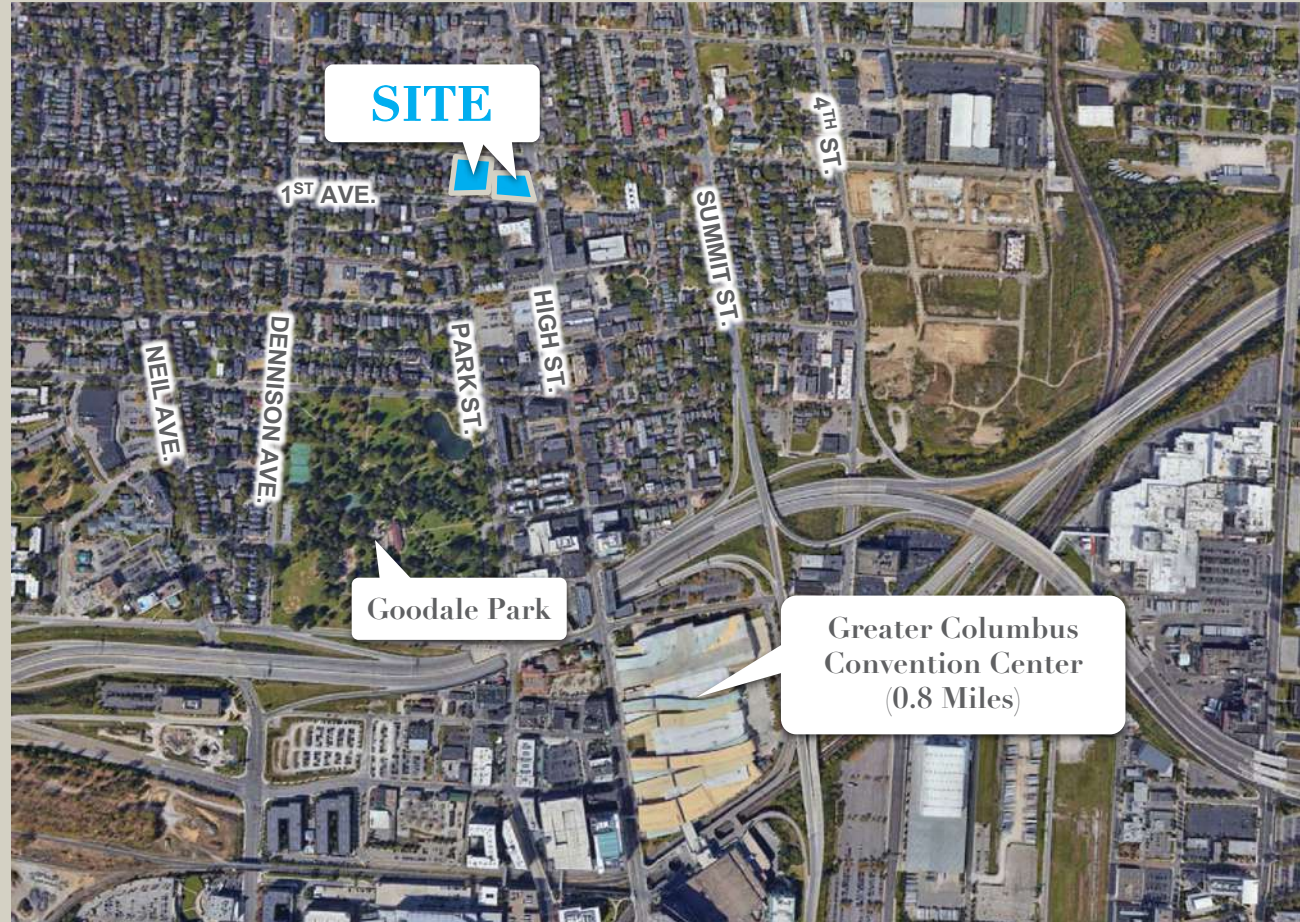 SITE
4TH ST.
1ST AVE.
SUMMIT ST.
HIGH ST.
DENNISON AVE.
PARK ST.
NEIL AVE.
Goodale Park
Greater Columbus
Convention Center
(0.8 Miles)